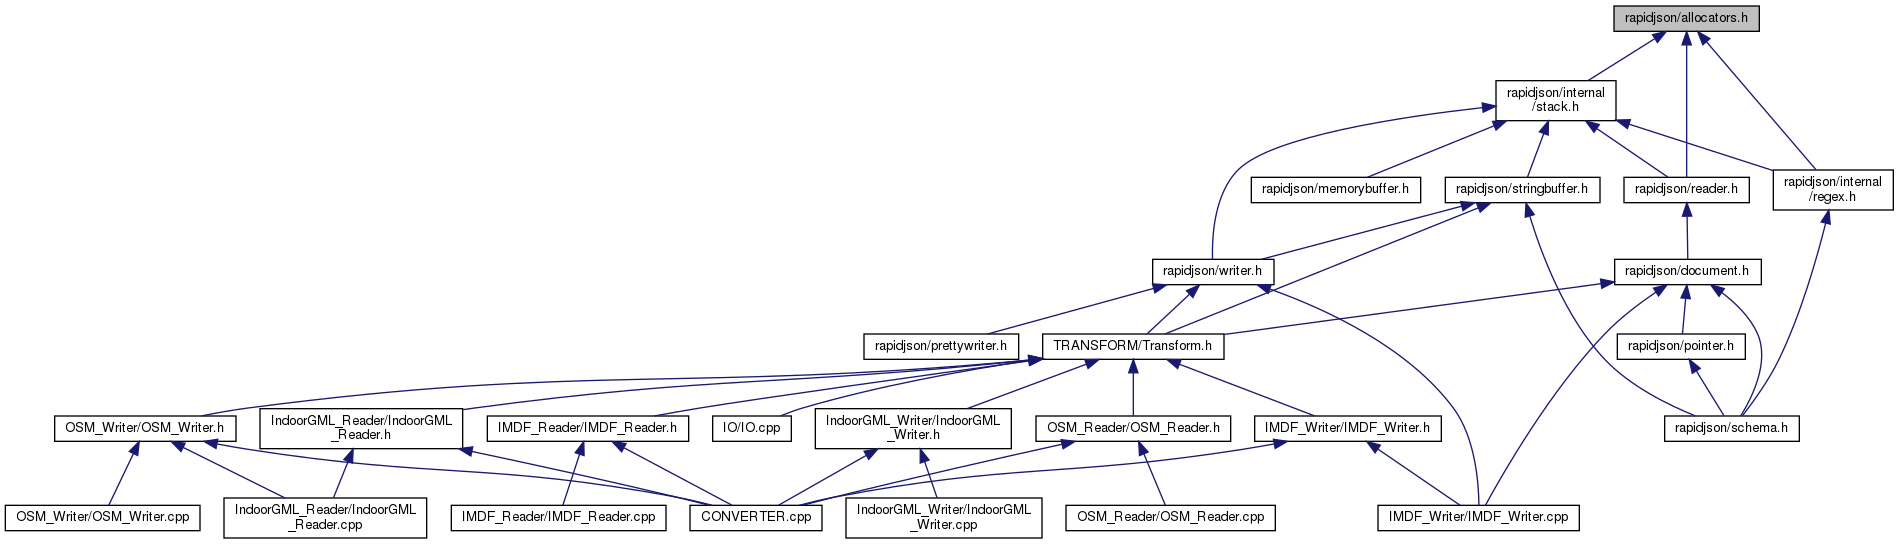 rapidjson/allocators.h
rapidjson/internal
/stack.h
rapidjson/memorybuffer.h
rapidjson/stringbuffer.h
rapidjson/reader.h
rapidjson/internal
/regex.h
rapidjson/writer.h
rapidjson/document.h
rapidjson/prettywriter.h
TRANSFORM/Transform.h
rapidjson/pointer.h
OSM_Writer/OSM_Writer.h
IndoorGML_Reader/IndoorGML
_Reader.h
IMDF_Reader/IMDF_Reader.h
IO/IO.cpp
IndoorGML_Writer/IndoorGML
_Writer.h
OSM_Reader/OSM_Reader.h
IMDF_Writer/IMDF_Writer.h
rapidjson/schema.h
OSM_Writer/OSM_Writer.cpp
IndoorGML_Reader/IndoorGML
_Reader.cpp
IMDF_Reader/IMDF_Reader.cpp
CONVERTER.cpp
IndoorGML_Writer/IndoorGML
_Writer.cpp
OSM_Reader/OSM_Reader.cpp
IMDF_Writer/IMDF_Writer.cpp